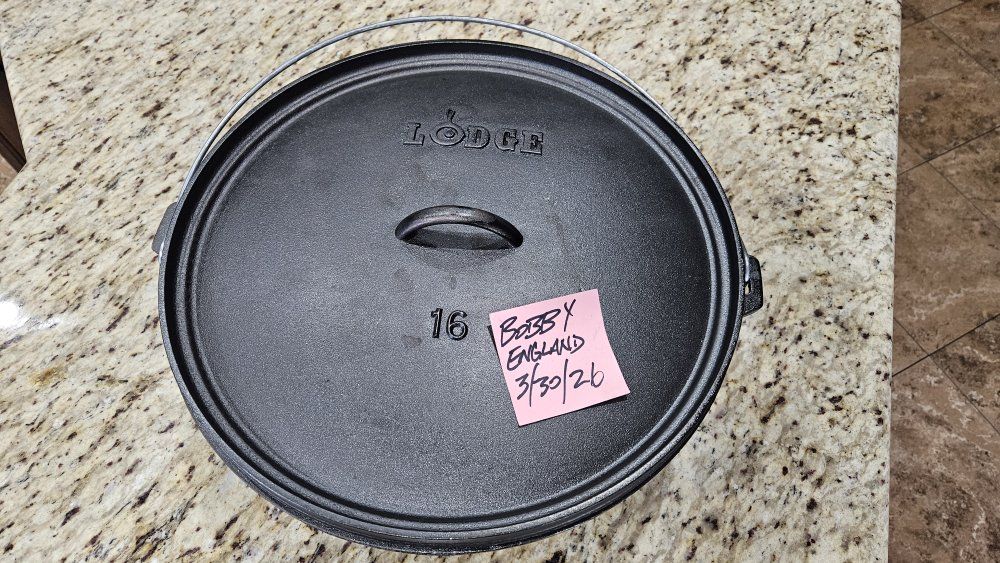 LODGE
16
BOBBY
ENGLAND
3/30/26